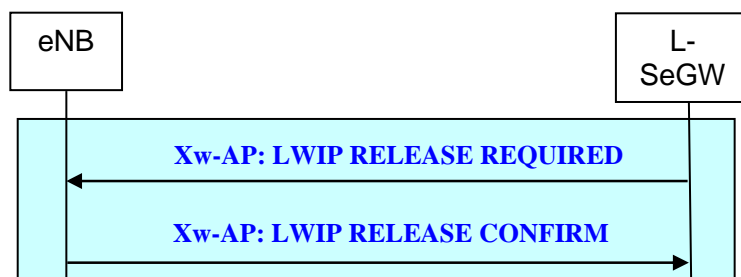 eNB
L-
SeGW
Xw-AP: LWIP RELEASE REQUIRED
Xw-AP: LWIP RELEASE CONFIRM